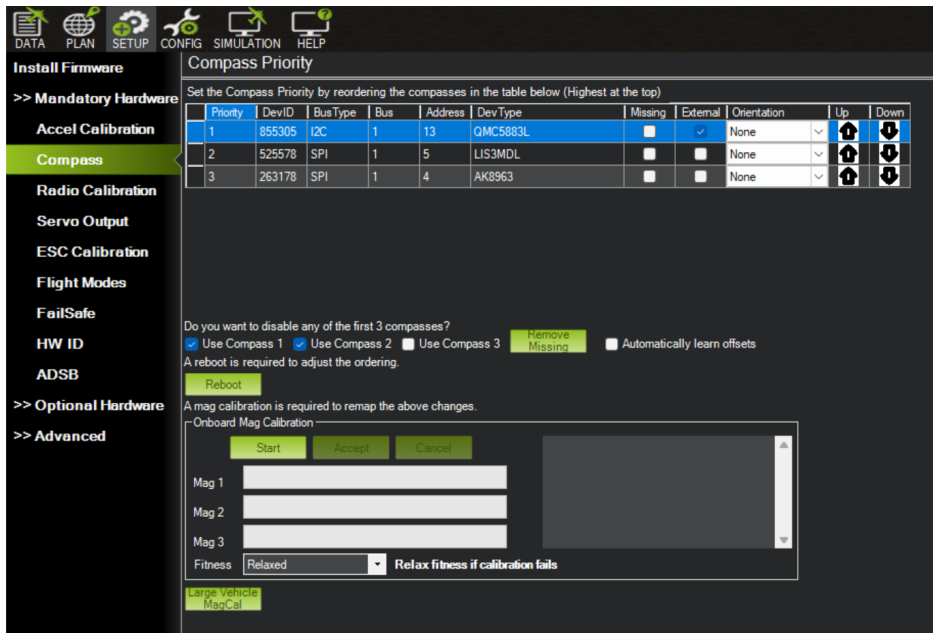 DATA PLAN SETUP CONFIG SIMULATION HELP
Install Firmware
>> Mandatory Hardware
Accel Calibration
Compass
Radio Calibration
Servo Output
ESC Calibration
Flight Modes
FailSafe
HW ID
ADSB
>> Optional Hardware
>> Advanced
Compass Priority
Set the Compass Priority by reordering the compasses in the table below (Highest at the top)
Priority DevID BusType Bus Address DevType Missing External Orientation Up Down
1 855305 I2C 1 13 QMC5883L None
2 525578 SPI 1 5 LIS3MDL None
3 263178 SPI 1 4 AK8963 None
Do you want to disable any of the first 3 compasses?
Use Compass 1 Use Compass 2 Use Compass 3 Remove Missing Automatically learn offsets
A reboot is required to adjust the ordering.
Reboot
A mag calibration is required to remap the above changes.
Onboard Mag Calibration
Start Accept Cancel
Mag 1
Mag 2
Mag 3
Fitness Relaxed Relax fitness if calibration fails
Large Vehicle
MagCal